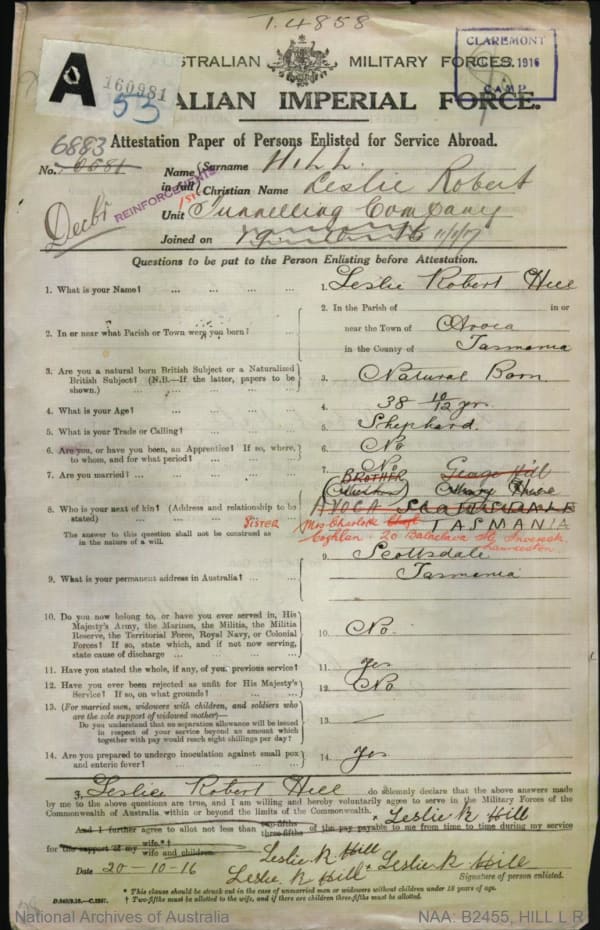 T.4858
AUSTRALIAN MILITARY FORCES.
CLAREMONT
1916
CAMP
A
160981
53
AUSTRALIAN IMPERIAL FORCE.
6883
Attestation Paper of Persons Enlisted for Service Abroad.
No. 6681
Name in full
Surname Hill
Christian Name Leslie Robert
REINFORCEMENTS
Decbr
Unit Tunnelling Company
Joined on 16 11/1/17
Questions to be put to the Person Enlisting before Attestation.
1. What is your Name? ... ... ... 1. Leslie Robert Hill
2. In or near what Parish or Town were you born? ... 2. In the Parish of in or
near the Town of Avoca
in the County of Tasmania
3. Are you a natural born British Subject or a Naturalized
British Subject? (N.B.—If the latter, papers to be
shown.) ... 3. Natural Born.
4. What is your Age? ... 4. 38 10/12 yrs.
5. What is your Trade or Calling? ... 5. Shepherd.
6. Are you, or have you been, an Apprentice? If so, where,
to whom, and for what period? ... 6. No
7. Are you married? ... 7. No
BROTHER George Hill
8. Who is your next of kin? (Address and relationship to be
stated) ... 8. Henry
AVOCA SCOTTSDALE
SISTER Mrs Charlotte TASMANIA
Coghlan 20 Balaclava St, Invermay,
Launceston
The answer to this question shall not be construed as
in the nature of a will.
9. What is your permanent address in Australia? ... 9. Scottsdale
Tasmania
10. Do you now belong to, or have you ever served in, His
Majesty's Army, the Marines, the Militia, the Militia
Reserve, the Territorial Force, Royal Navy, or Colonial
Forces? If so, state which, and if not now serving,
state cause of discharge ... 10. No.
11. Have you stated the whole, if any, of your previous service? 11. Yes
12. Have you ever been rejected as unfit for His Majesty's
Service? If so, on what grounds? ... 12. No
13. (For married men, widowers with children, and soldiers who
are the sole support of widowed mother)—
Do you understand that no separation allowance will be issued
in respect of your service beyond an amount which
together with pay would reach eight shillings per day? ... 13. —
14. Are you prepared to undergo inoculation against small pox
and enteric fever? ... 14. Yes
I, Leslie Robert Hill do solemnly declare that the above answers made
by me to the above questions are true, and I am willing and hereby voluntarily agree to serve in the Military Forces of the
Commonwealth of Australia within or beyond the limits of the Commonwealth.
* Leslie R Hill
And I further agree to allot not less than two-fifths three-fifths of the pay payable to me from time to time during my service
for the support of my wife.*†
wife and children.
Leslie R Hill
Date 20-10-16 Leslie R Hill * Leslie R Hill
Signature of person enlisted.
* This clause should be struck out in the case of unmarried men or widowers without children under 18 years of age.
† Two-fifths must be allotted to the wife, and if there are children three-fifths must be allotted.
National Archives of Australia NAA: B2455, HILL L R